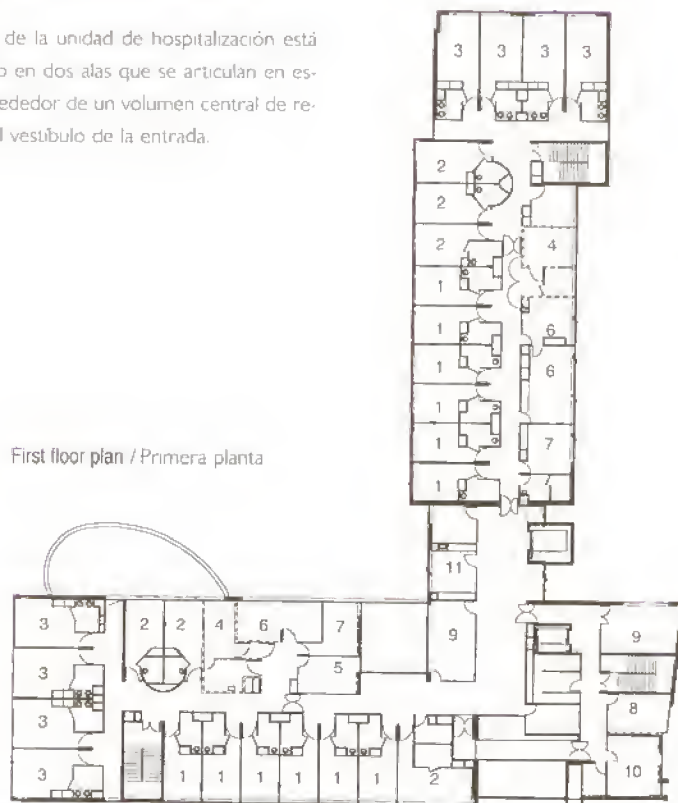 de la unidad de hospitalización está
o en dos alas que se articulan en es-
rededor de un volumen central de re-
l vestíbulo de la entrada.
3 3 3 3
2
2
2 4
1
1 6
1 6
1
1 7
1 7
First floor plan / Primera planta
11
3 2 2 4 6 7 9 9
3 5
3 8
3 1 1 1 1 1 1 2 10